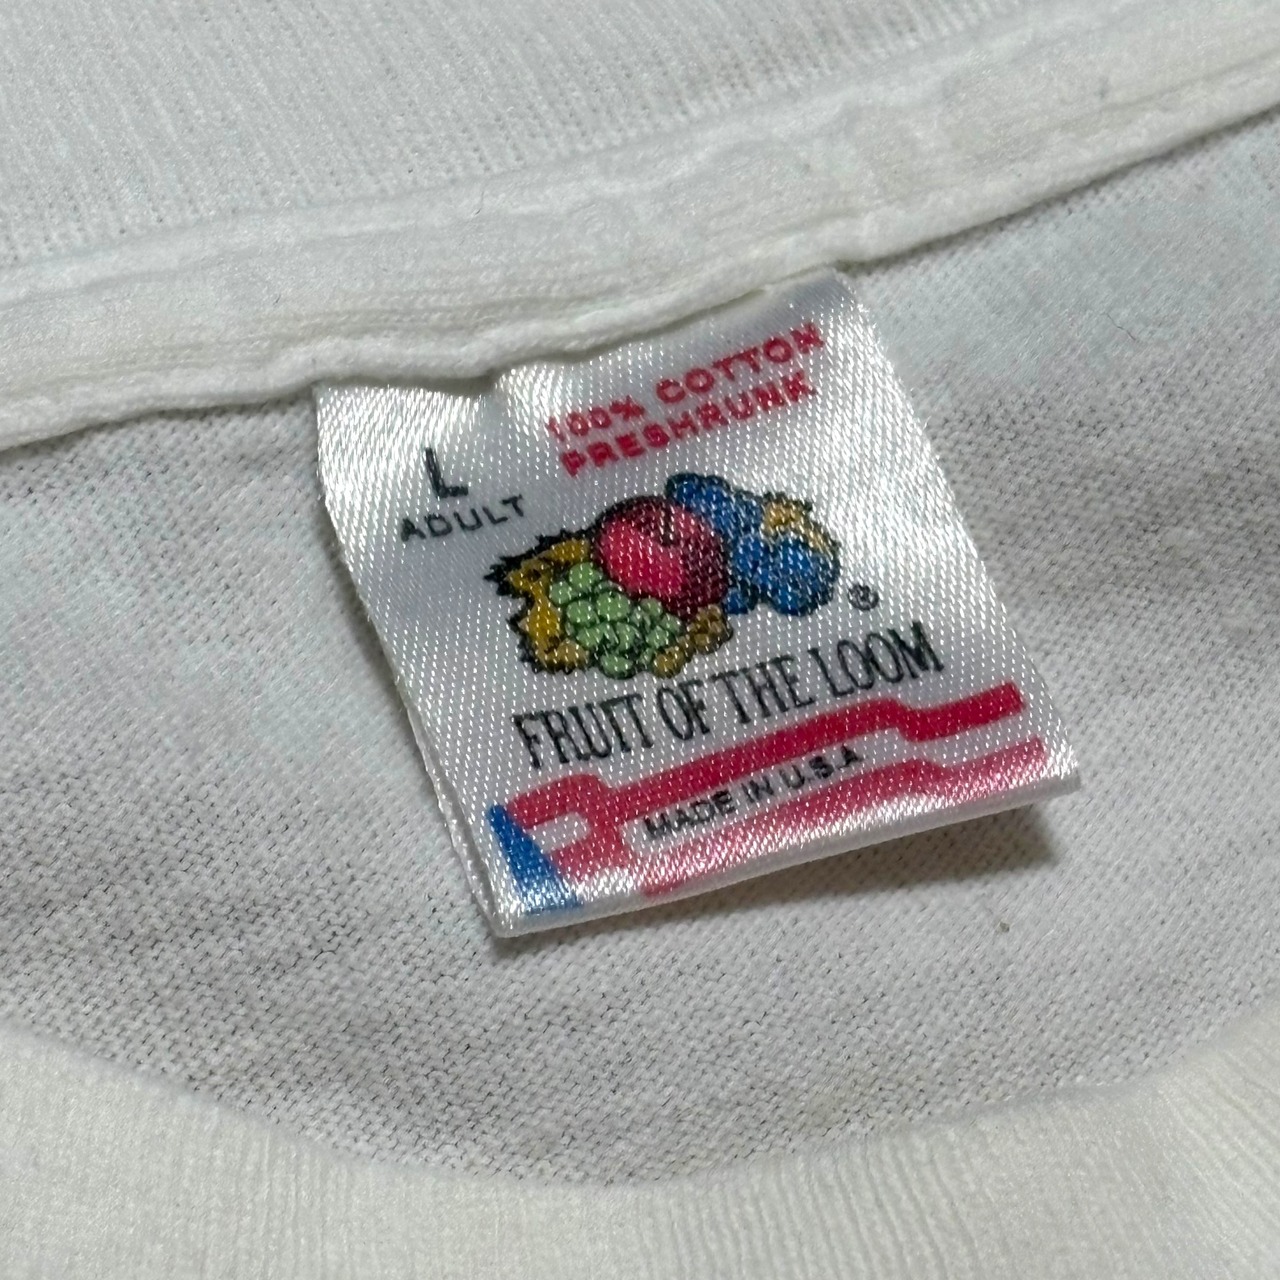 100% COTTON
PRESHRUNK
L
ADULT
®
FRUIT OF THE LOOM
MADE IN U.S.A